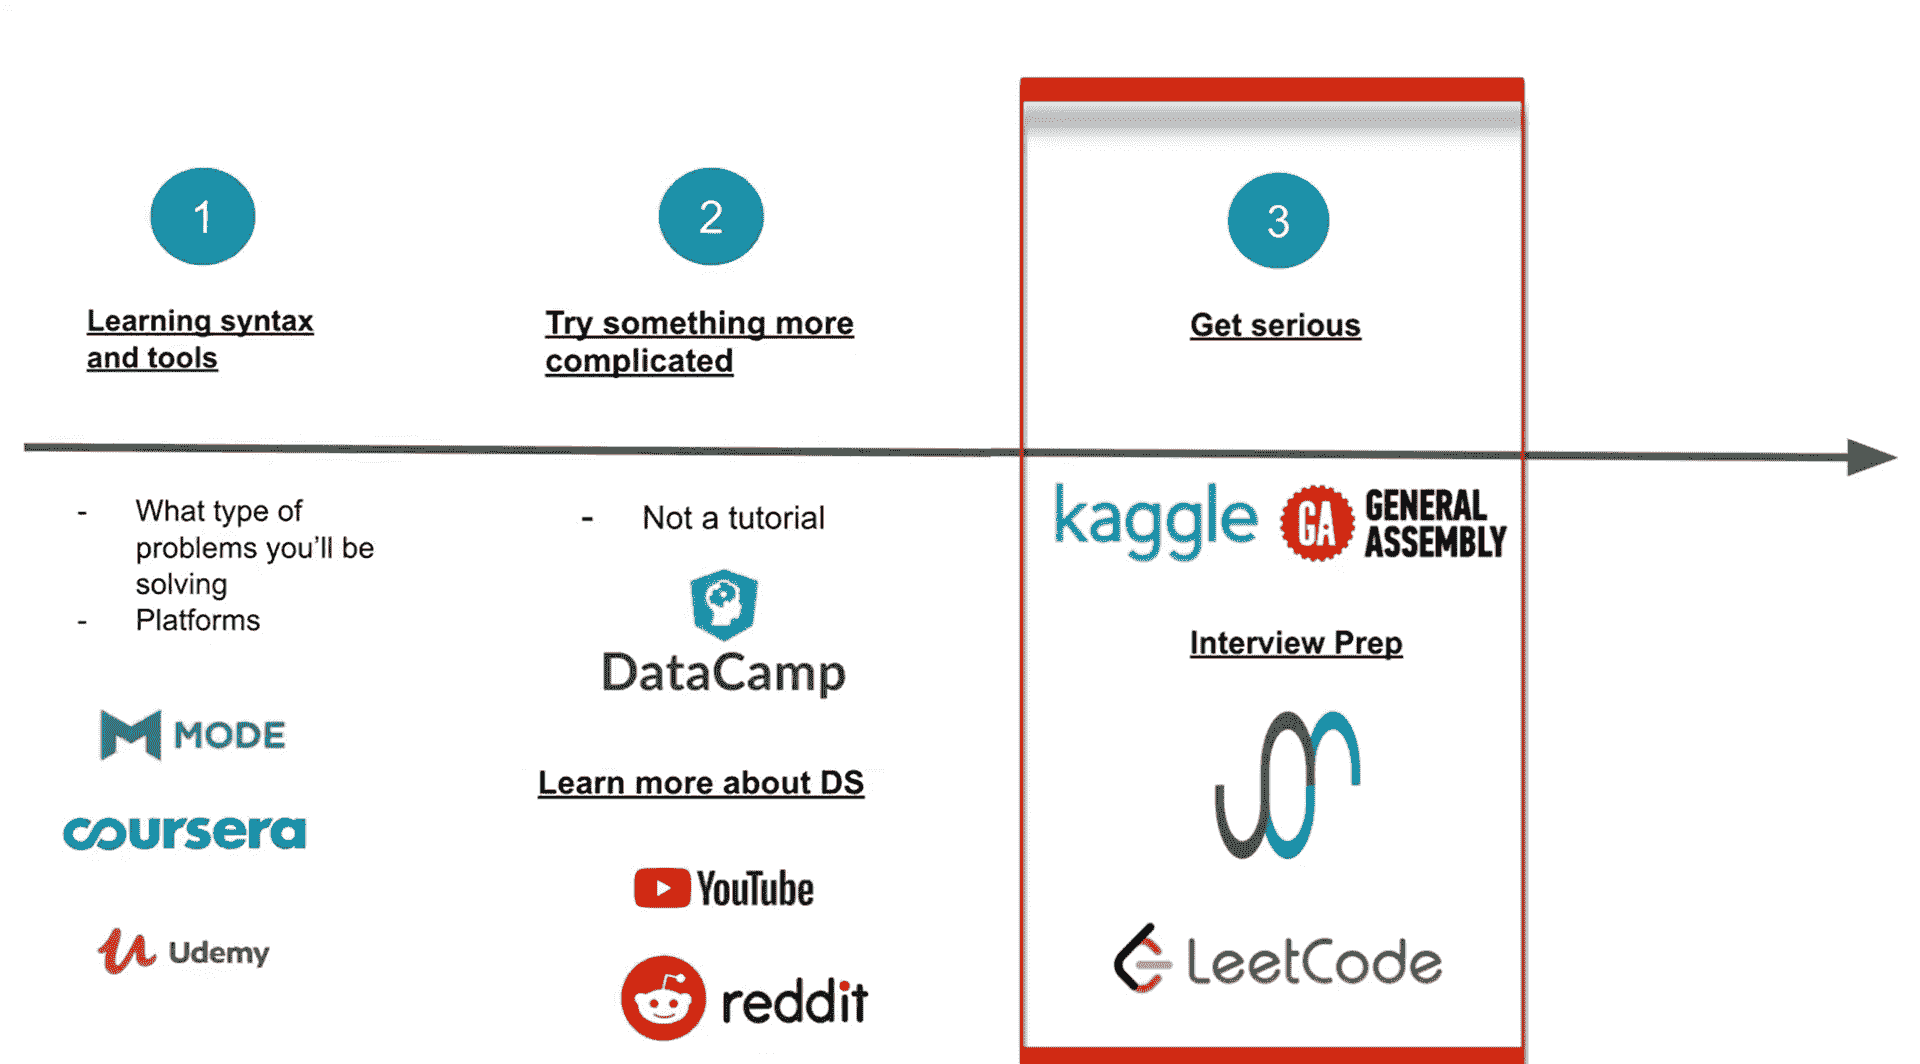 1
Learning syntax
and tools
- What type of
problems you'll be
solving
- Platforms
MODE
coursera
Udemy
2
Try something more
complicated
- Not a tutorial
DataCamp
Learn more about DS
YouTube
reddit
3
Get serious
kaggle
GA GENERAL
ASSEMBLY
Interview Prep
LeetCode